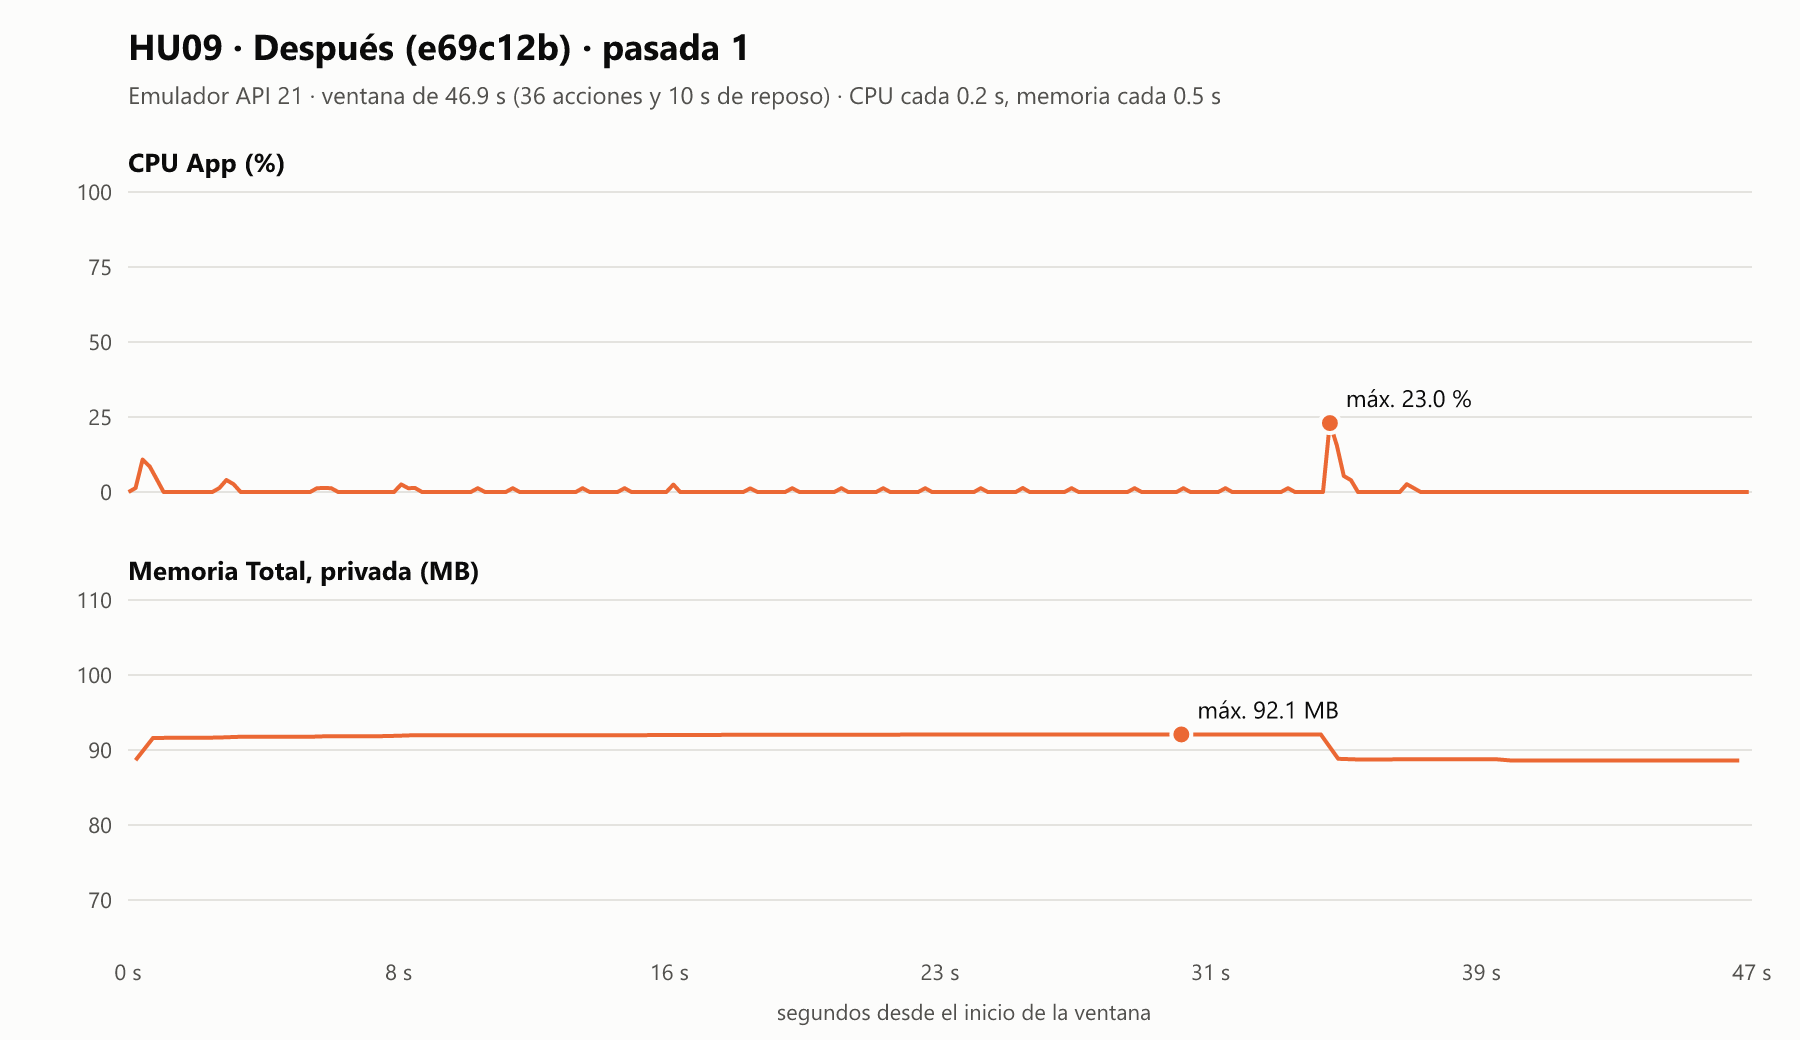 HU09 · Después (e69c12b) · pasada 1
Emulador API 21 · ventana de 46.9 s (36 acciones y 10 s de reposo) · CPU cada 0.2 s, memoria cada 0.5 s
CPU App (%)
100
75
50
25
0
máx. 23.0 %
Memoria Total, privada (MB)
110
100
90
80
70
máx. 92.1 MB
0 s 8 s 16 s 23 s 31 s 39 s 47 s
segundos desde el inicio de la ventana